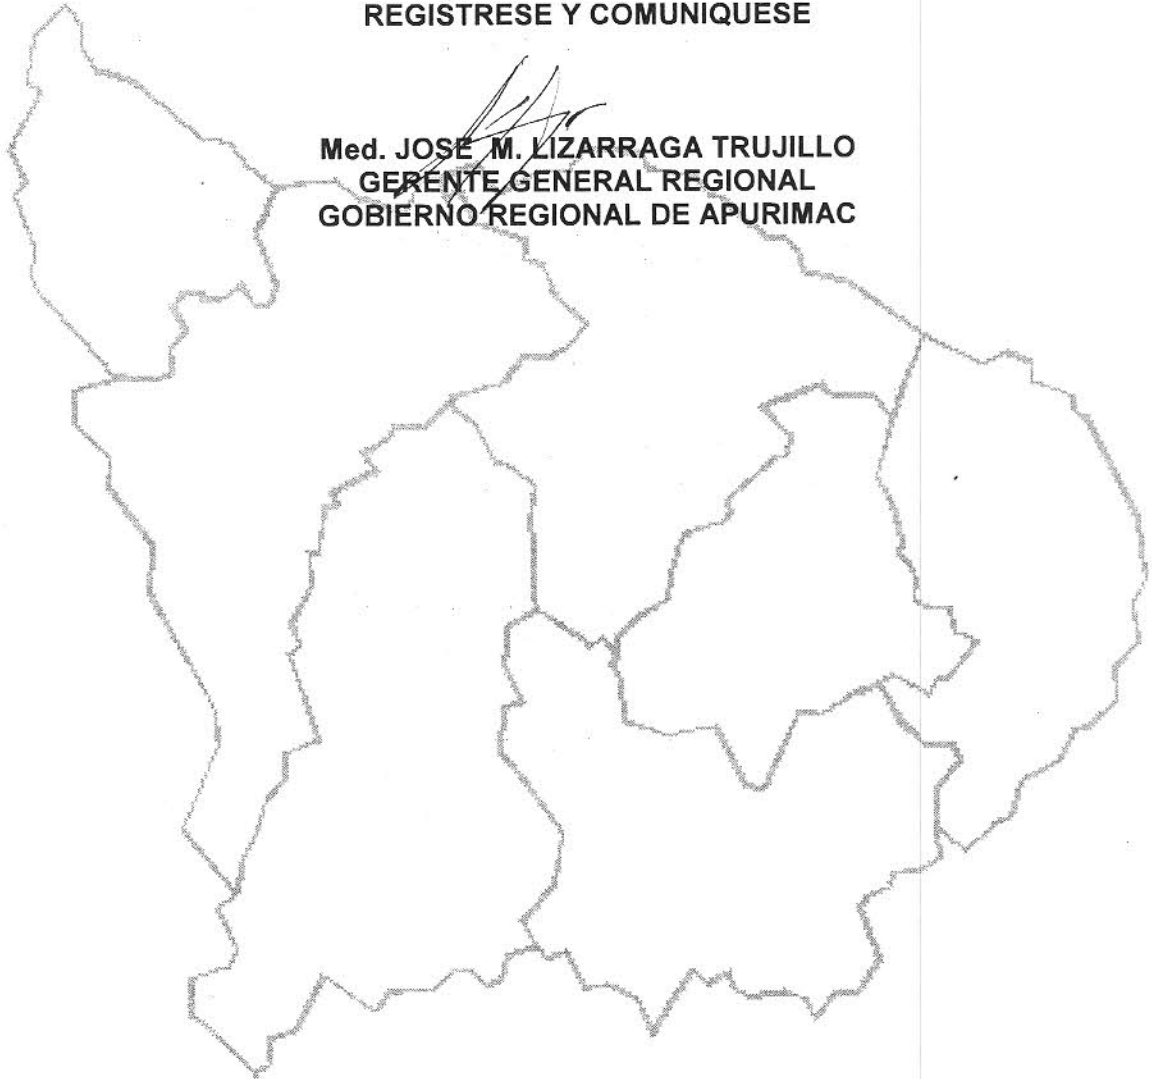 REGISTRESE Y COMUNIQUESE
Med. JOSE M. LIZARRAGA TRUJILLO
GERENTE GENERAL REGIONAL
GOBIERNO REGIONAL DE APURIMAC